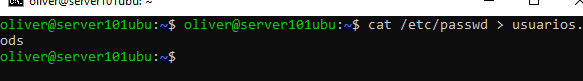 oliver@server101ubu: ~
oliver@server101ubu:~$ oliver@server101ubu:~$ cat /etc/passwd > usuarios.
ods
oliver@server101ubu:~$